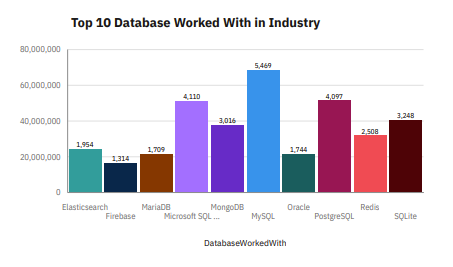 Top 10 Database Worked With in Industry
80,000,000
60,000,000
40,000,000
20,000,000
0
1,954
1,314
1,709
4,110
3,016
5,469
1,744
4,097
2,508
3,248
Elasticsearch
Firebase
MariaDB
Microsoft SQL ...
MongoDB
MySQL
Oracle
PostgreSQL
Redis
SQLite
DatabaseWorkedWith